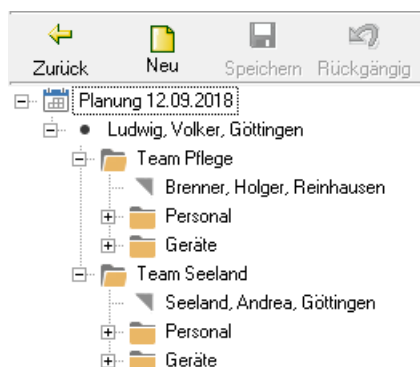 Zurück Neu Speichern Rückgängig
Planung 12.09.2018
Ludwig, Volker, Göttingen
Team Pflege
Brenner, Holger, Reinhausen
Personal
Geräte
Team Seeland
Seeland, Andrea, Göttingen
Personal
Geräte